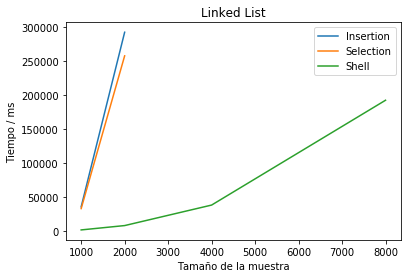 Linked List
300000
250000
200000
150000
100000
50000
0
Tiempo / ms
Insertion
Selection
Shell
1000 2000 3000 4000 5000 6000 7000 8000
Tamaño de la muestra